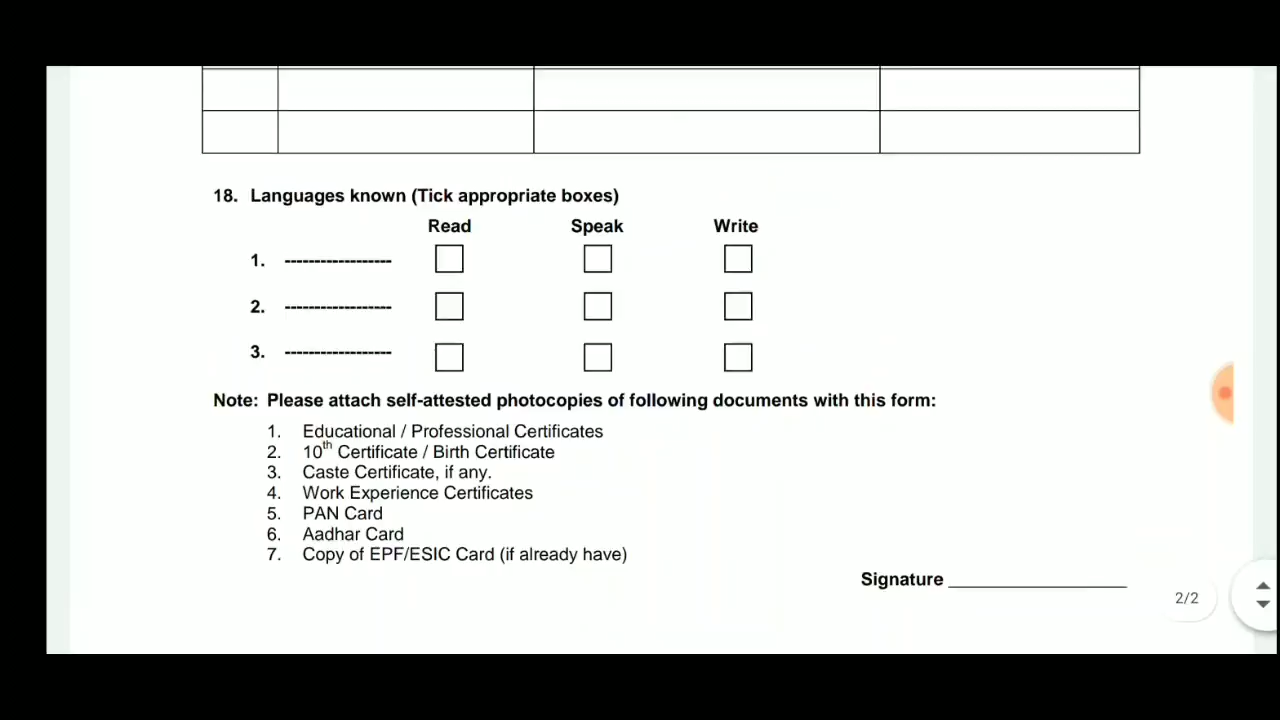 18. Languages known (Tick appropriate boxes)
Read Speak Write
1. ------------------
2. ------------------
3. ------------------
Note: Please attach self-attested photocopies of following documents with this form:
1. Educational / Professional Certificates
2. 10th Certificate / Birth Certificate
3. Caste Certificate, if any.
4. Work Experience Certificates
5. PAN Card
6. Aadhar Card
7. Copy of EPF/ESIC Card (if already have)
Signature __________________
2/2